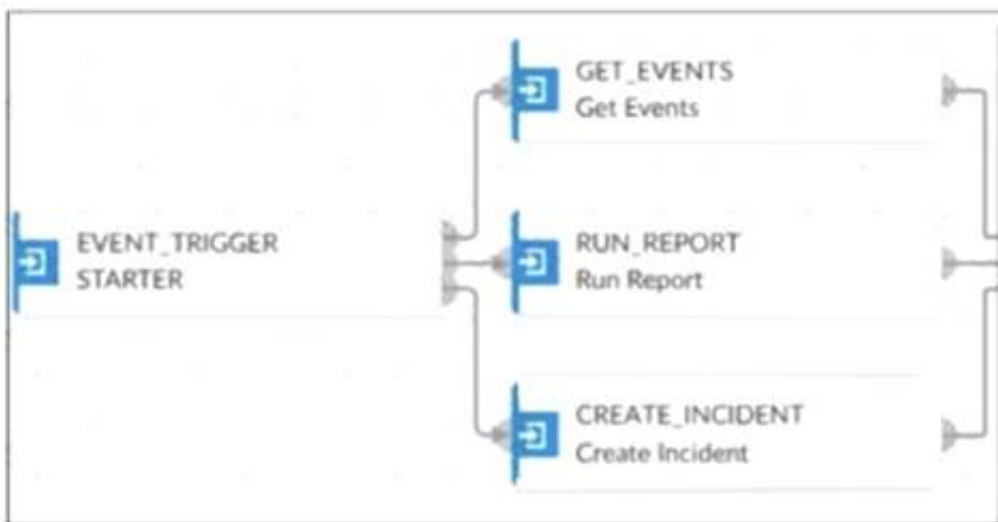 EVENT_TRIGGER
STARTER
GET_EVENTS
Get Events
RUN_REPORT
Run Report
CREATE_INCIDENT
Create Incident